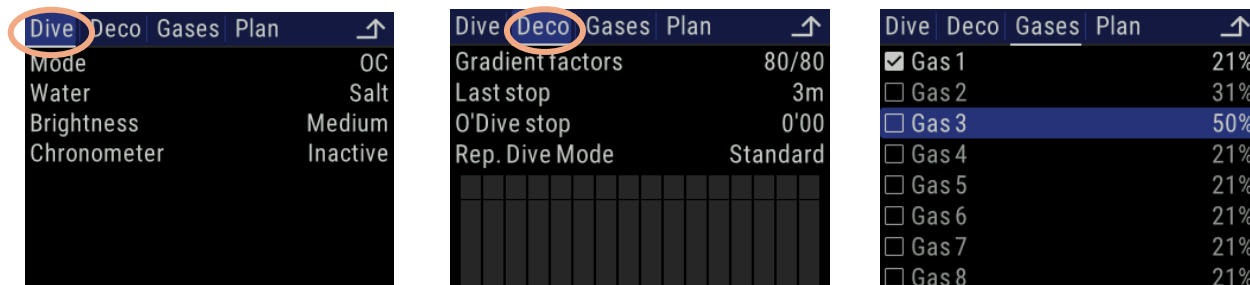 Dive Deco Gases Plan
Mode OC
Water Salt
Brightness Medium
Chronometer Inactive
Dive Deco Gases Plan
Gradient factors 80/80
Last stop 3m
O'Dive stop 0'00
Rep. Dive Mode Standard
Dive Deco Gases Plan
Gas 1 21%
Gas 2 31%
Gas 3 50%
Gas 4 21%
Gas 5 21%
Gas 6 21%
Gas 7 21%
Gas 8 21%